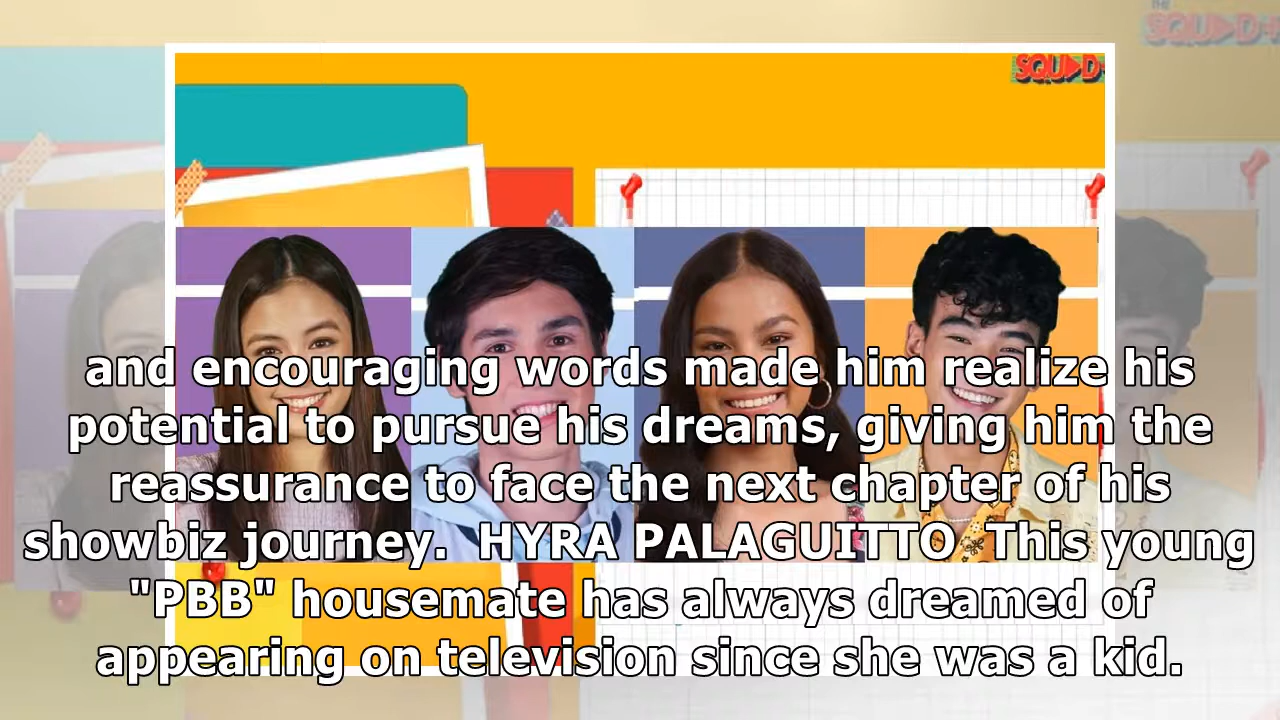 SQUAD+
SQUAD+
and encouraging words made him realize his
potential to pursue his dreams, giving him the
reassurance to face the next chapter of his
showbiz journey.  HYRA PALAGUITTO  This young
"PBB" housemate has always dreamed of
appearing on television since she was a kid.